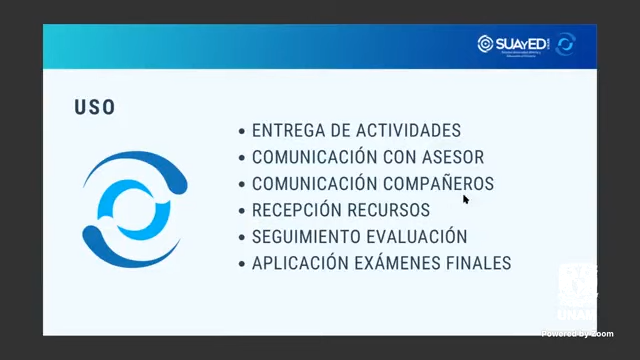 SUAyED
USO
• ENTREGA DE ACTIVIDADES
• COMUNICACIÓN CON ASESOR
• COMUNICACIÓN COMPAÑEROS
• RECEPCIÓN RECURSOS
• SEGUIMIENTO EVALUACIÓN
• APLICACIÓN EXÁMENES FINALES
UNAM
Powered by Zoom